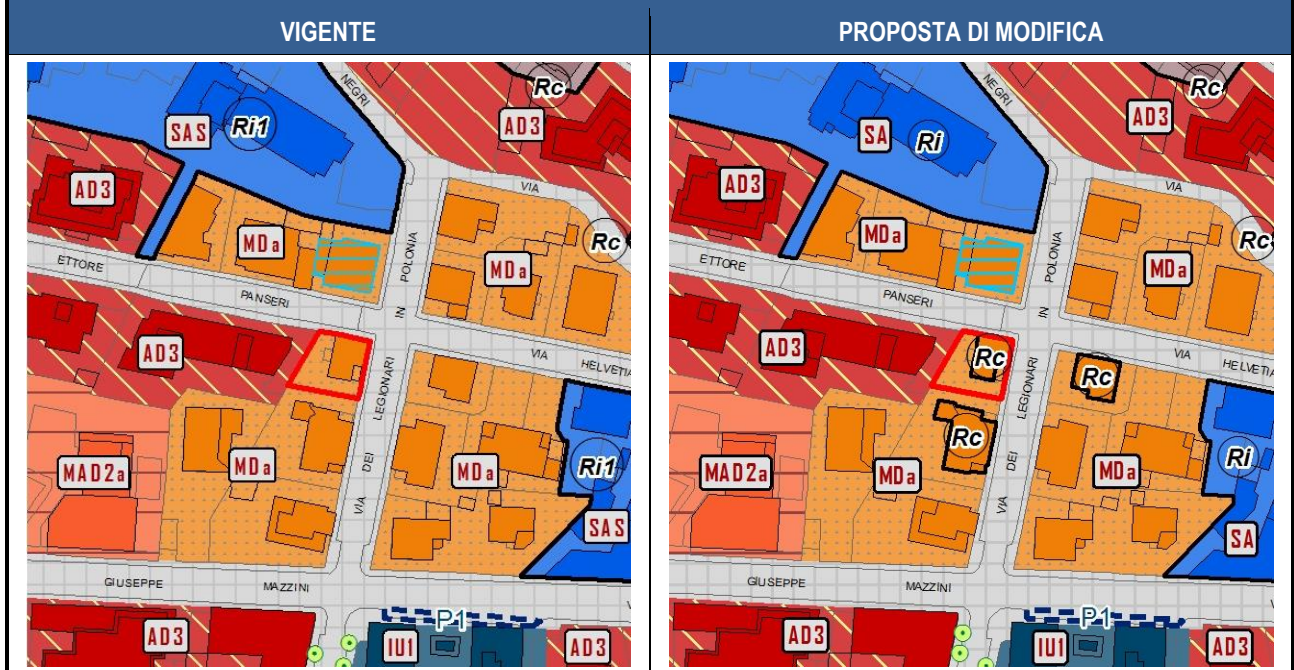 VIGENTE
PROPOSTA DI MODIFICA
NEGRI
Rc
AD3
SAS
Ri1
AD3
VIA
MDa
POLONIA
MDa
Rc
ETTORE
PANSERI
IN
VIA
HELVETIA
AD3
LEGIONARI
MAD2a
MDa
DEI
MDa
Ri1
VIA
SAS
GIUSEPPE
MAZZINI
P1
AD3
IU1
AD3
NEGRI
Rc
AD3
SA
Ri
AD3
VIA
MDa
POLONIA
MDa
Rc
ETTORE
PANSERI
IN
VIA
HELVETIA
AD3
Rc
Rc
LEGIONARI
Rc
MAD2a
MDa
DEI
MDa
Ri
VIA
SA
GIUSEPPE
MAZZINI
V
P1
AD3
IU1
AD3